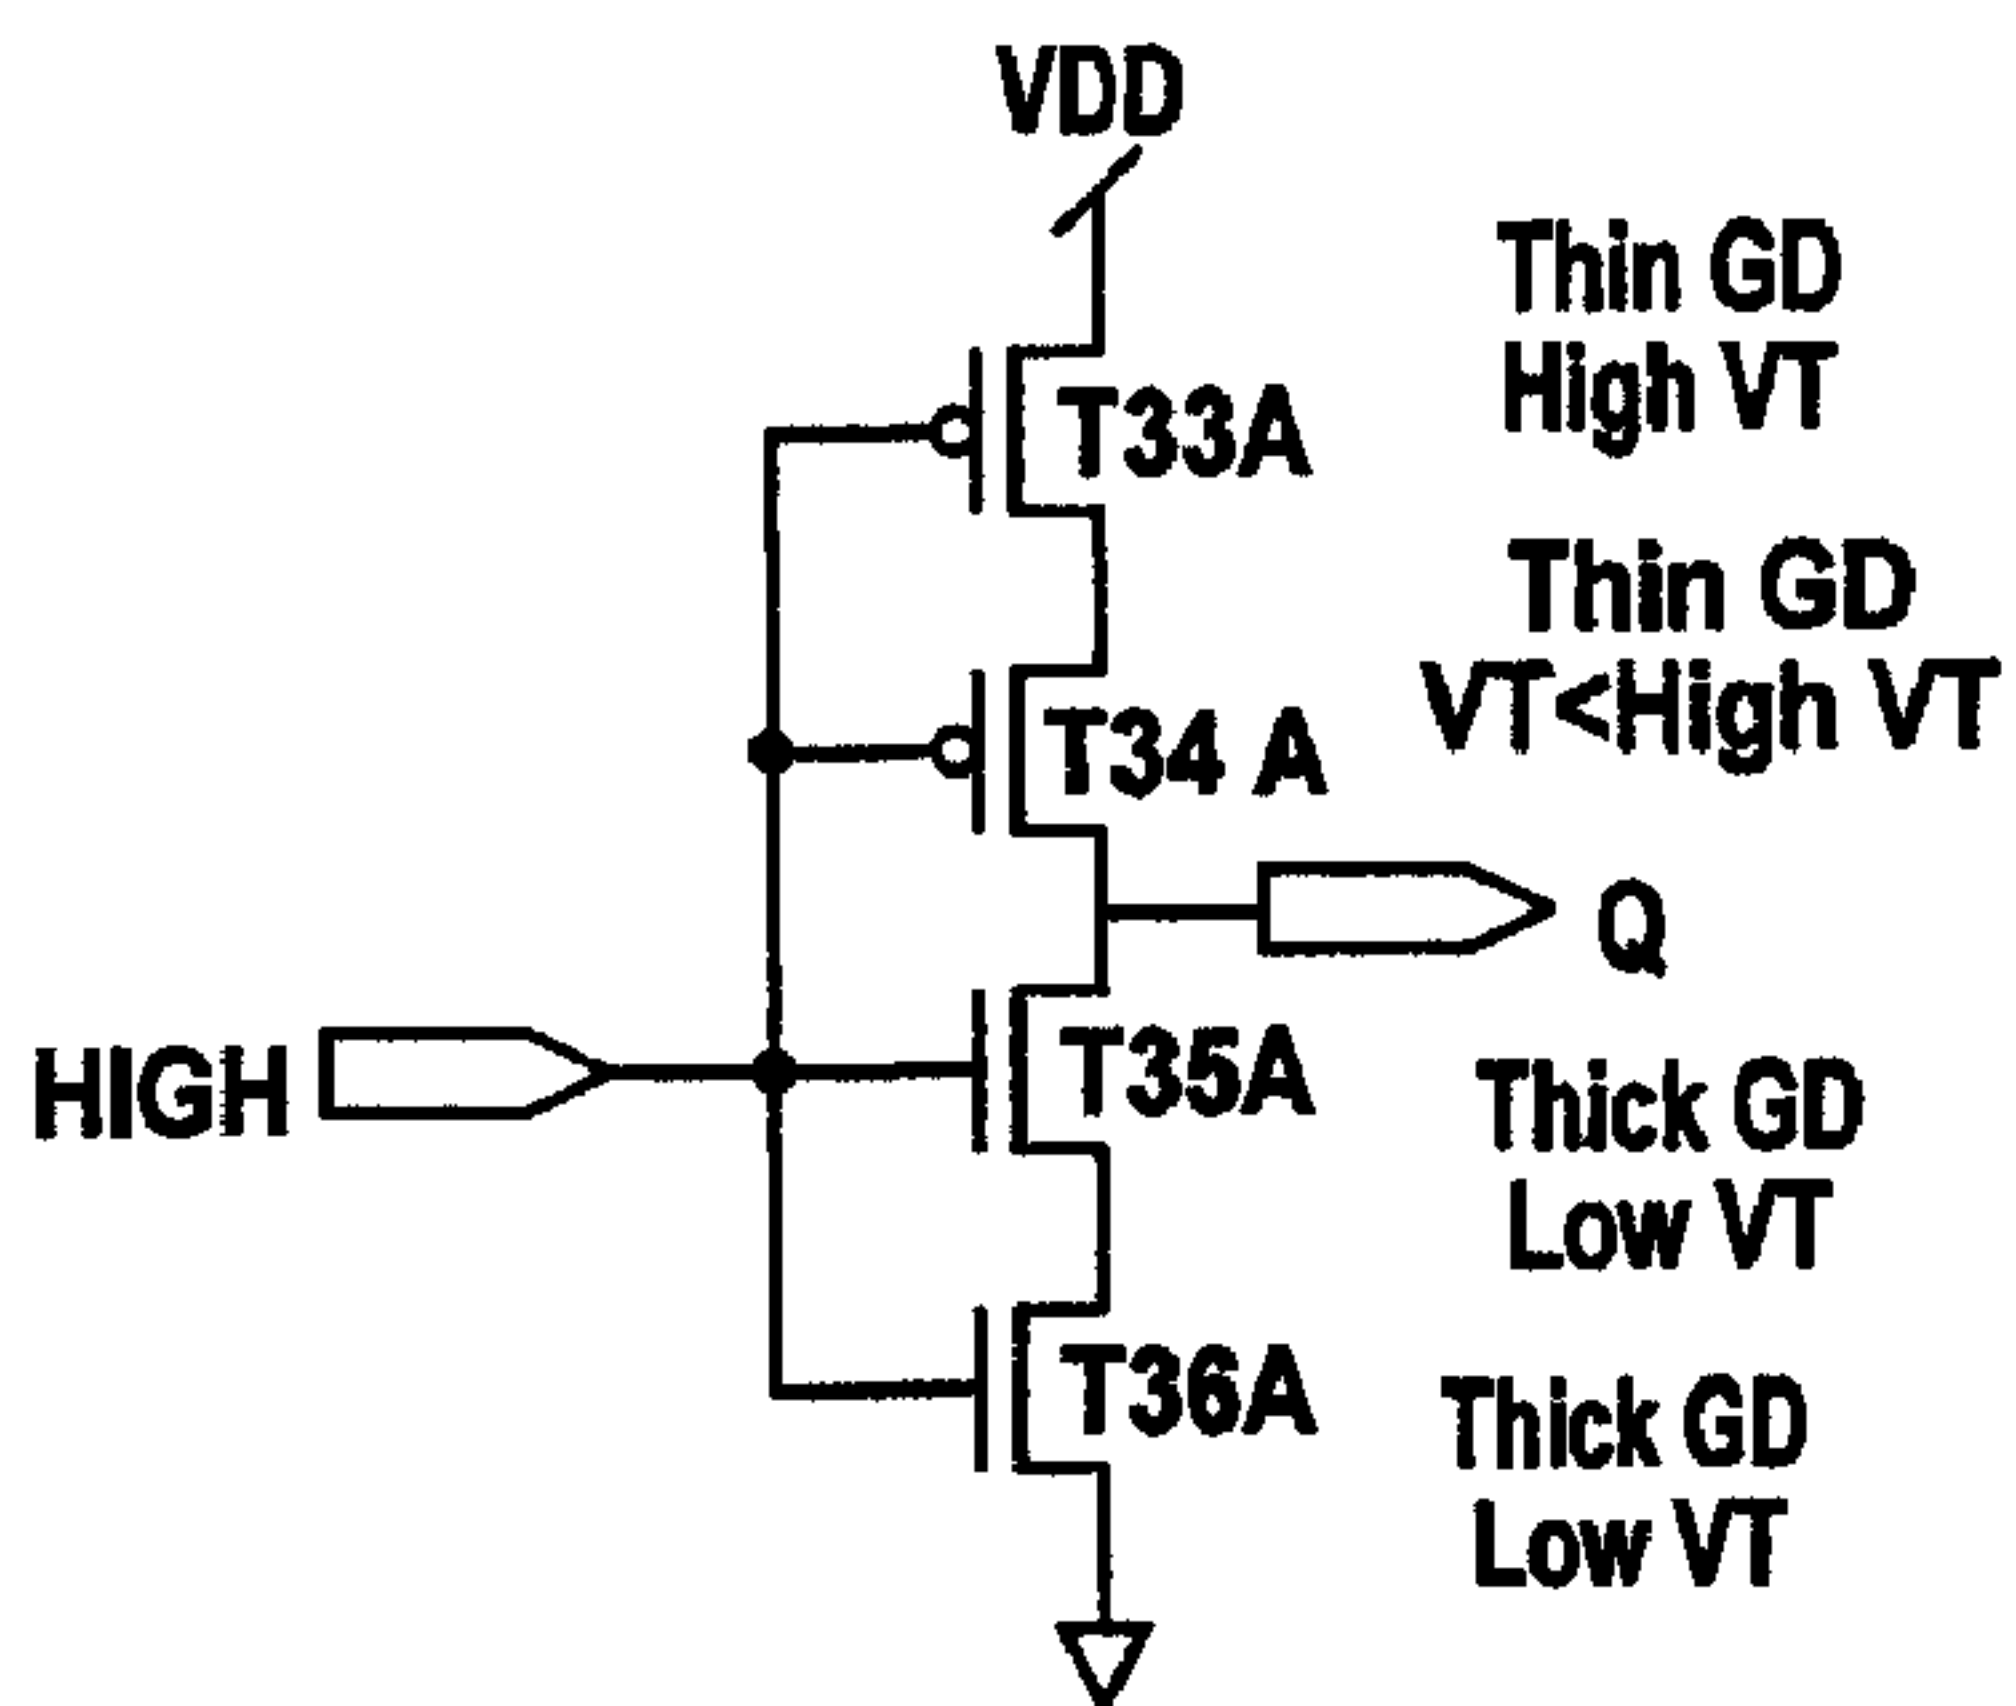 VDD
Thin GD
High VT
T33A
Thin GD
VT<High VT
T34 A
Q
HIGH
T35A
Thick GD
Low VT
T36A
Thick GD
Low VT